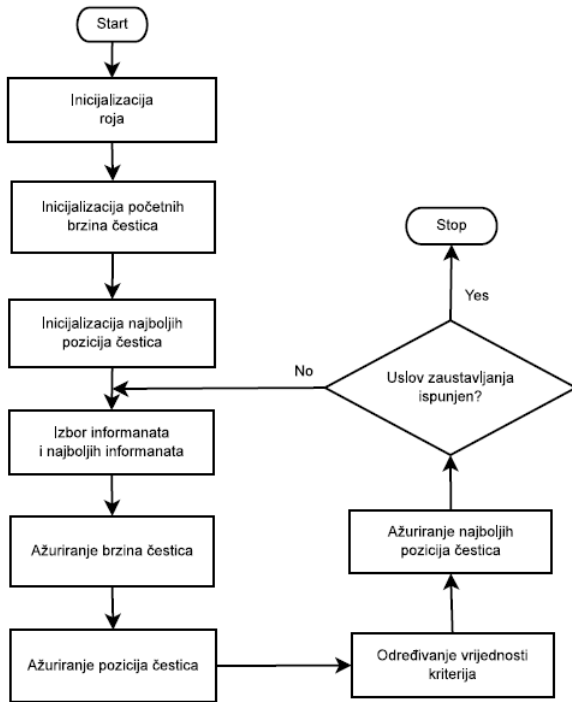 Start
Inicijalizacija
roja
Inicijalizacija početnih
brzina čestica
Inicijalizacija najboljih
pozicija čestica
Izbor informanata
i najboljih informanata
Ažuriranje brzina čestica
Ažuriranje pozicija čestica
Određivanje vrijednosti
kriterija
Ažuriranje najboljih
pozicija čestica
Uslov zaustavljanja
ispunjen?
No
Yes
Stop